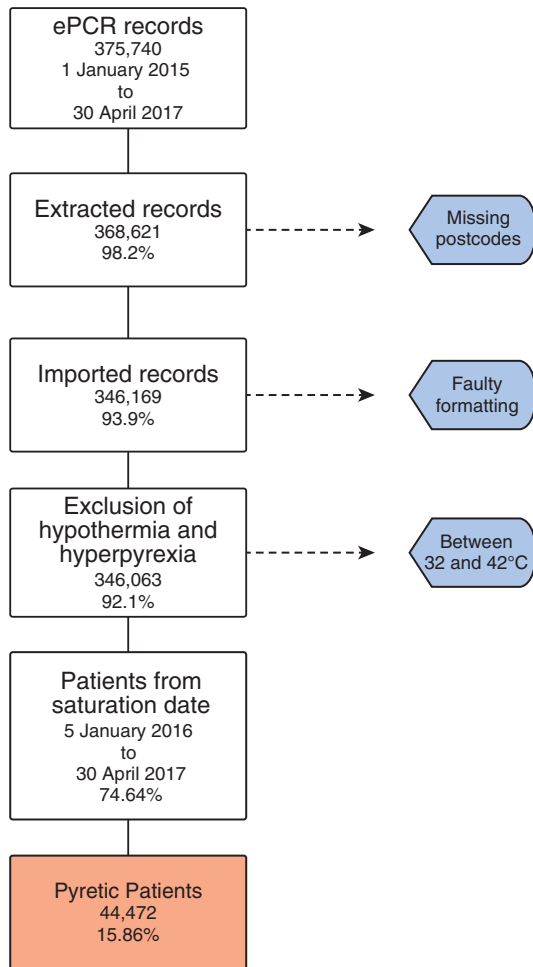 ePCR records
375,740
1 January 2015
to
30 April 2017
Extracted records
368,621
98.2%
Missing
postcodes
Imported records
346,169
93.9%
Faulty
formatting
Exclusion of
hypothermia and
hyperpyrexia
346,063
92.1%
Between
32 and 42°C
Patients from
saturation date
5 January 2016
to
30 April 2017
74.64%
Pyretic Patients
44,472
15.86%